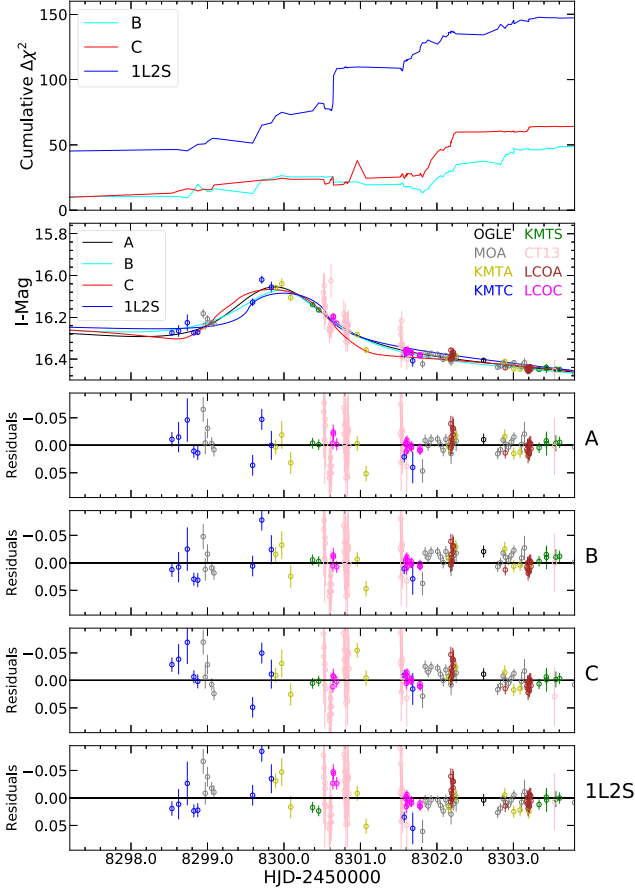 Cumulative Δχ²
150
100
50
0
B
C
1L2S
I-Mag
15.8
16.0
16.2
16.4
A
B
C
1L2S
OGLE KMTS
MOA CT13
KMTA LCOA
KMTC LCOC
Residuals
−0.05
0.00
0.05
A
Residuals
−0.05
0.00
0.05
B
Residuals
−0.05
0.00
0.05
C
Residuals
−0.05
0.00
0.05
1L2S
8298.0 8299.0 8300.0 8301.0 8302.0 8303.0
HJD-2450000